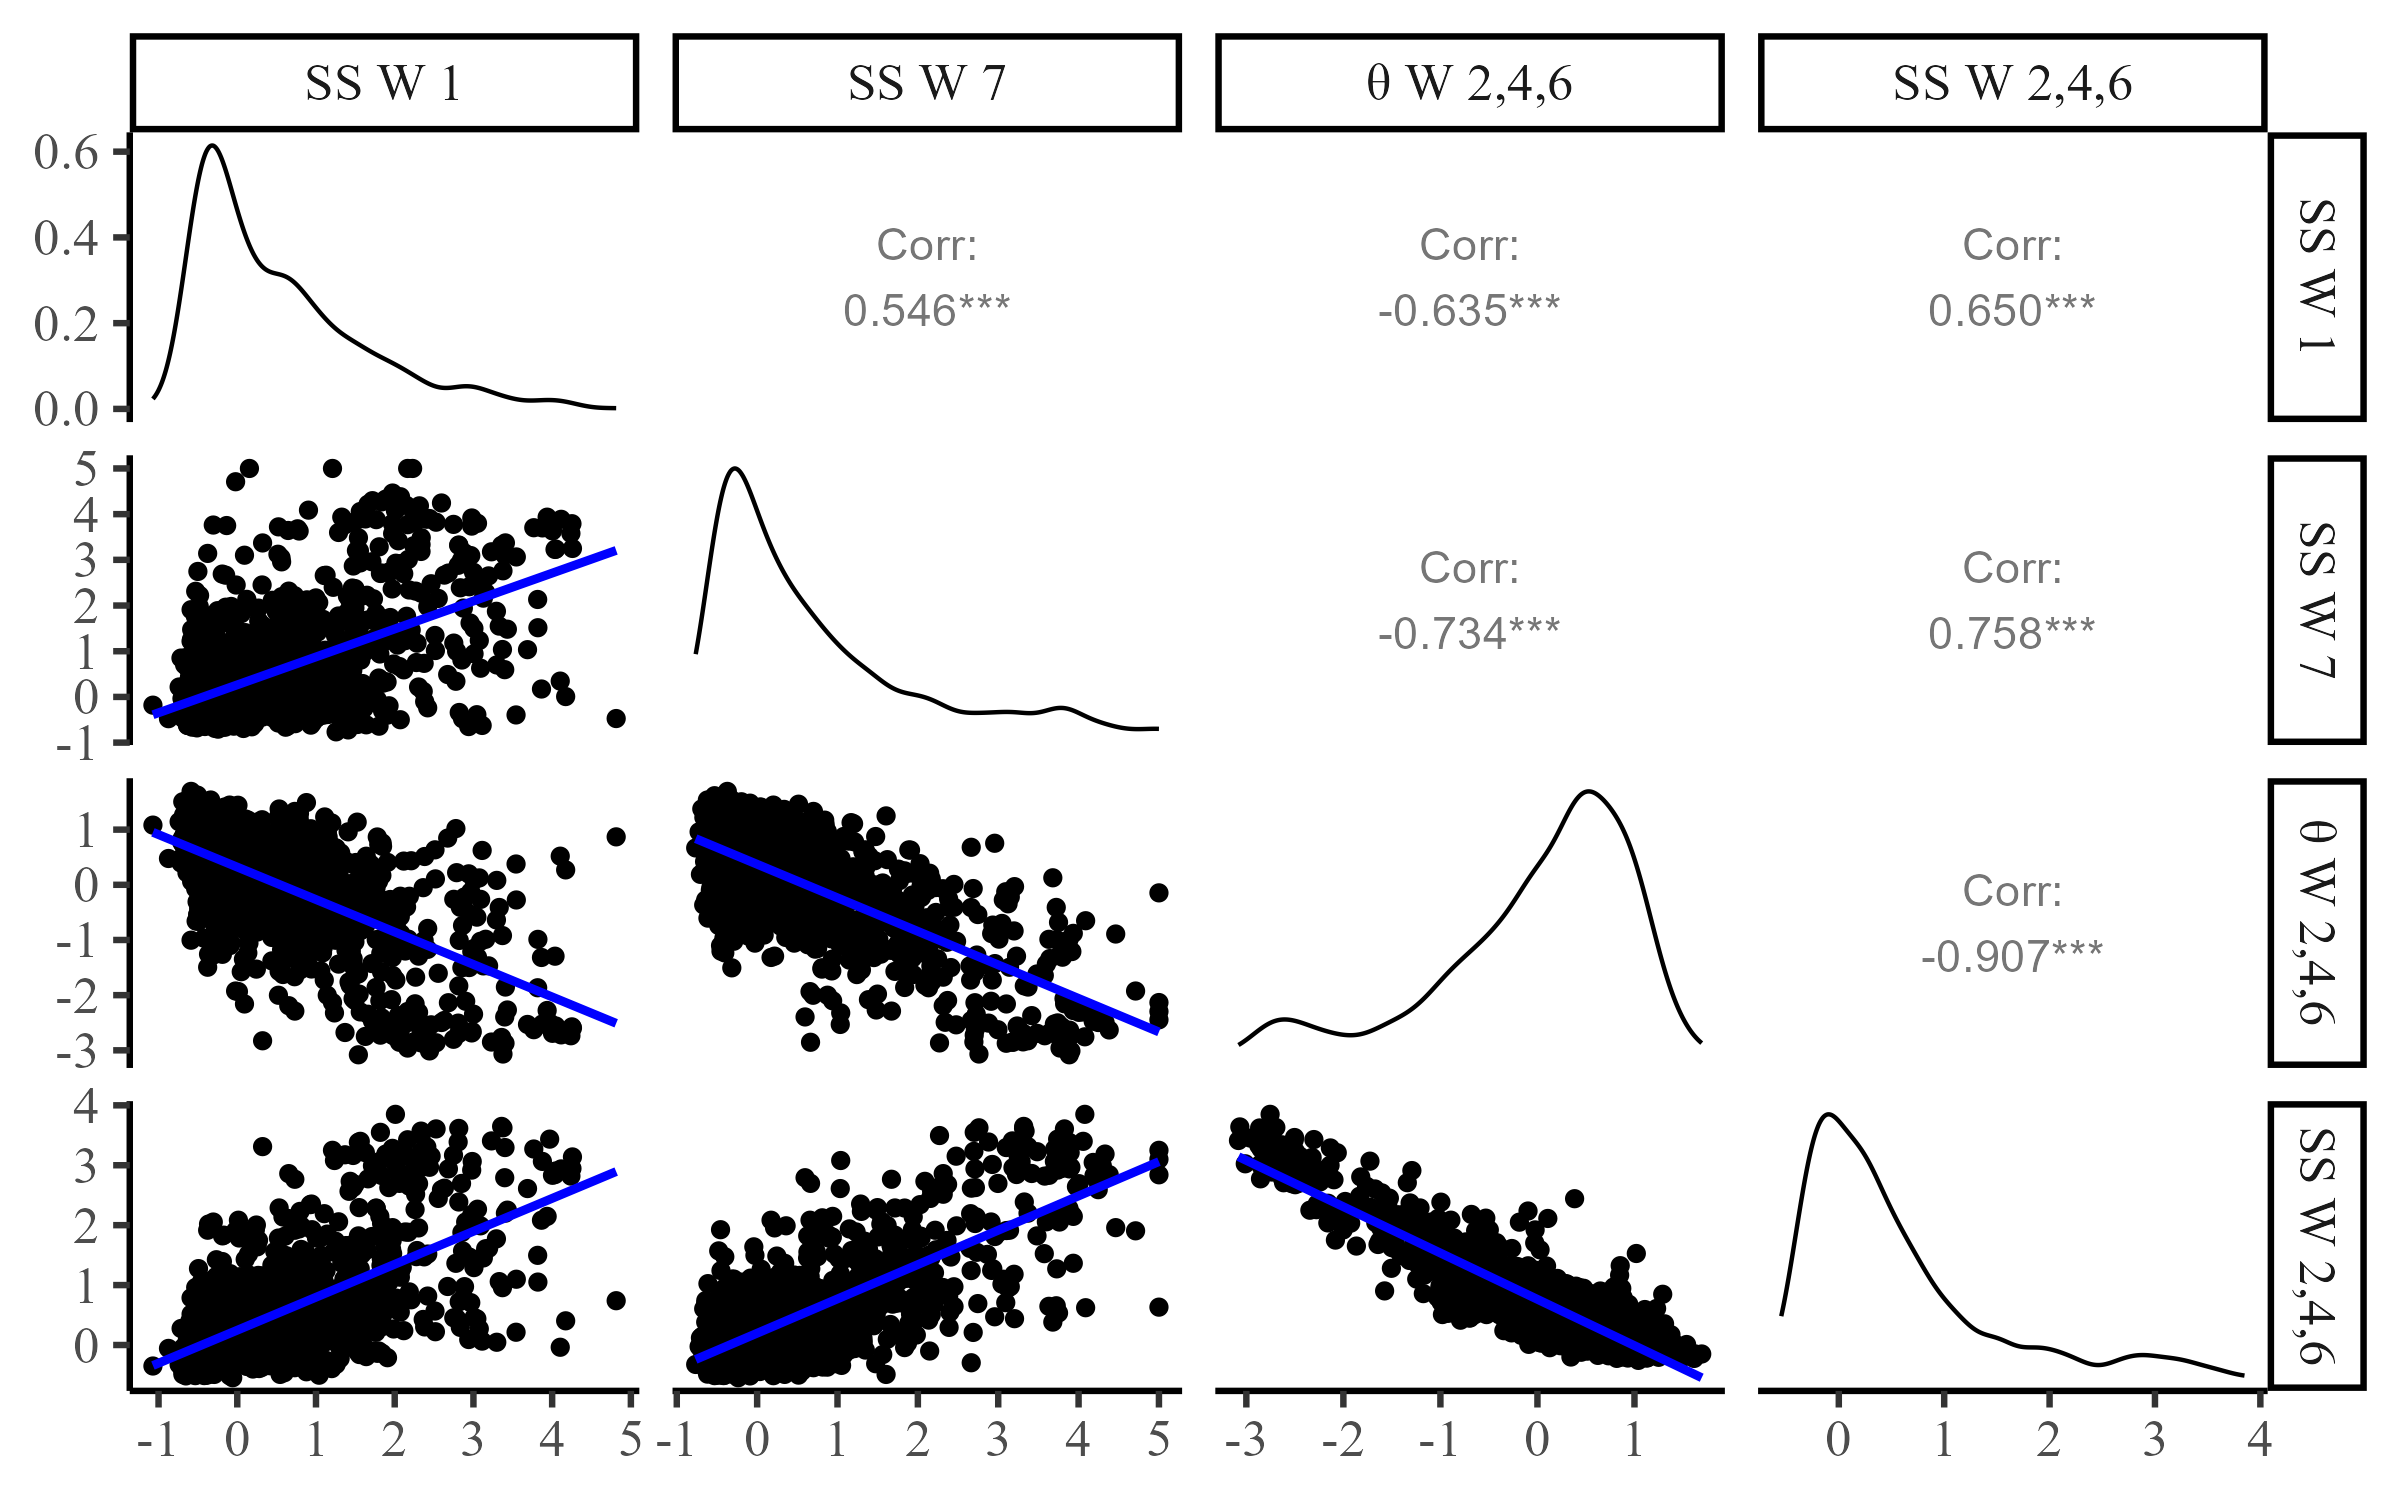 SS W 1
SS W 7
θ W 2,4,6
SS W 2,4,6
0.6
0.4
0.2
0.0
Corr:
0.546***
Corr:
-0.635***
Corr:
0.650***
SS W 1
5
4
3
2
1
0
-1
Corr:
-0.734***
Corr:
0.758***
SS W 7
1
0
-1
-2
-3
Corr:
-0.907***
θ W 2,4,6
4
3
2
1
0
SS W 2,4,6
-1 0 1 2 3 4 5
-1 0 1 2 3 4 5
-3 -2 -1 0 1
0 1 2 3 4